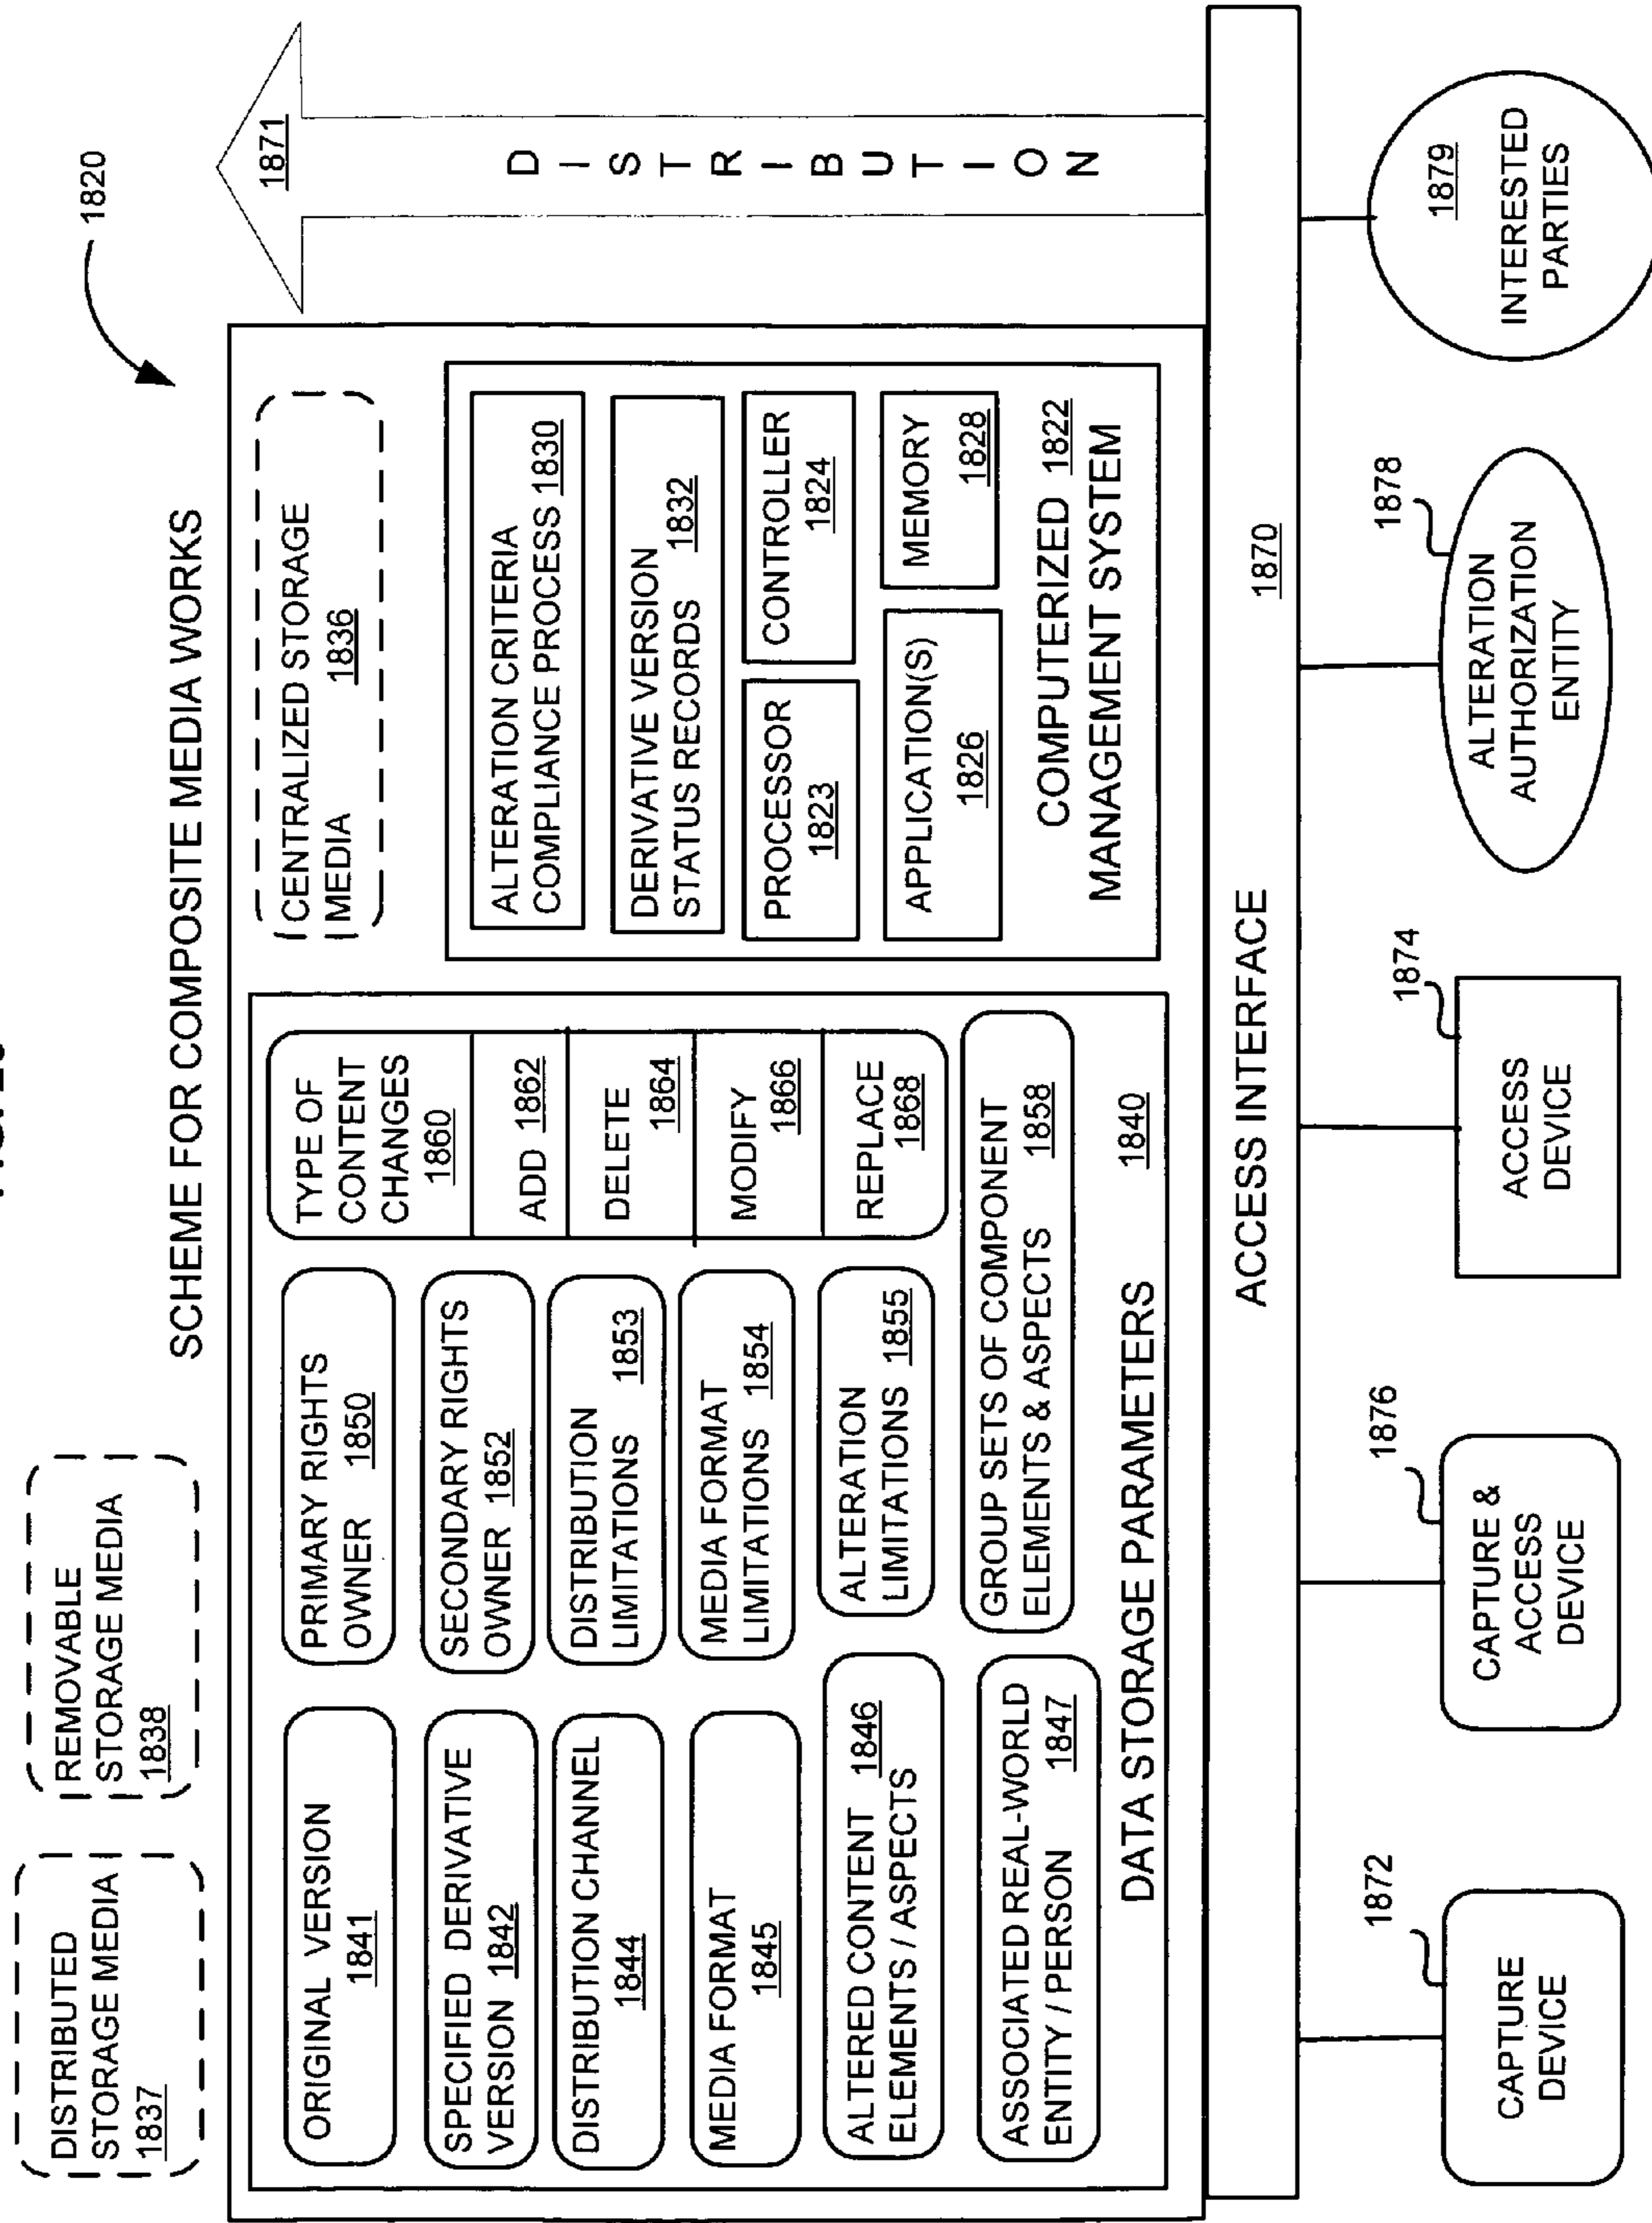 SCHEME FOR COMPOSITE MEDIA WORKS
1820
DISTRIBUTED
STORAGE MEDIA
1837
REMOVABLE
STORAGE MEDIA
1838
CENTRALIZED STORAGE
MEDIA 1836
ORIGINAL VERSION
1841
SPECIFIED DERIVATIVE
VERSION 1842
DISTRIBUTION CHANNEL
1844
MEDIA FORMAT
1845
ALTERED CONTENT 1846
ELEMENTS / ASPECTS
ASSOCIATED REAL-WORLD
ENTITY / PERSON 1847
PRIMARY RIGHTS
OWNER 1850
SECONDARY RIGHTS
OWNER 1852
DISTRIBUTION
LIMITATIONS 1853
MEDIA FORMAT
LIMITATIONS 1854
ALTERATION
LIMITATIONS 1855
GROUP SETS OF COMPONENT
ELEMENTS & ASPECTS 1858
TYPE OF
CONTENT
CHANGES
1860
ADD 1862
DELETE
1864
MODIFY
1866
REPLACE
1868
DATA STORAGE PARAMETERS 1840
ALTERATION CRITERIA
COMPLIANCE PROCESS 1830
DERIVATIVE VERSION
STATUS RECORDS 1832
PROCESSOR
1823
CONTROLLER
1824
APPLICATION(S)
1826
MEMORY
1828
COMPUTERIZED 1822
MANAGEMENT SYSTEM
1871
DISTRIBUTION
ACCESS INTERFACE 1870
1872
CAPTURE
DEVICE
1876
CAPTURE &
ACCESS
DEVICE
1874
ACCESS
DEVICE
1878
ALTERATION
AUTHORIZATION
ENTITY
1879
INTERESTED
PARTIES